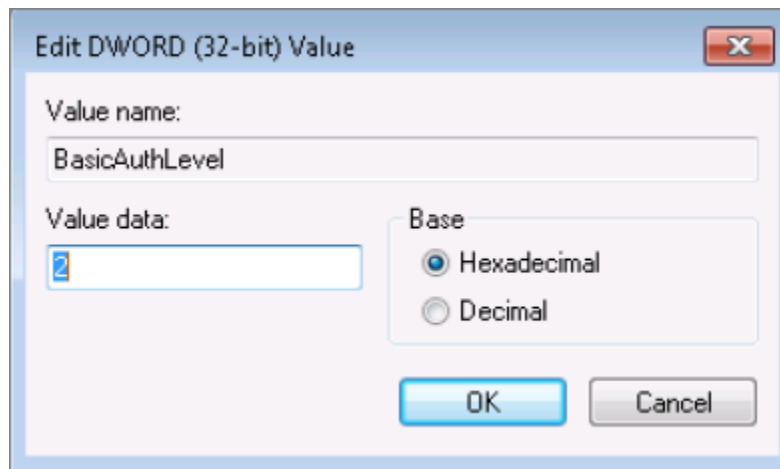 Edit DWORD (32-bit) Value
Value name:
BasicAuthLevel
Value data:
2
Base
Hexadecimal
Decimal
OK
Cancel